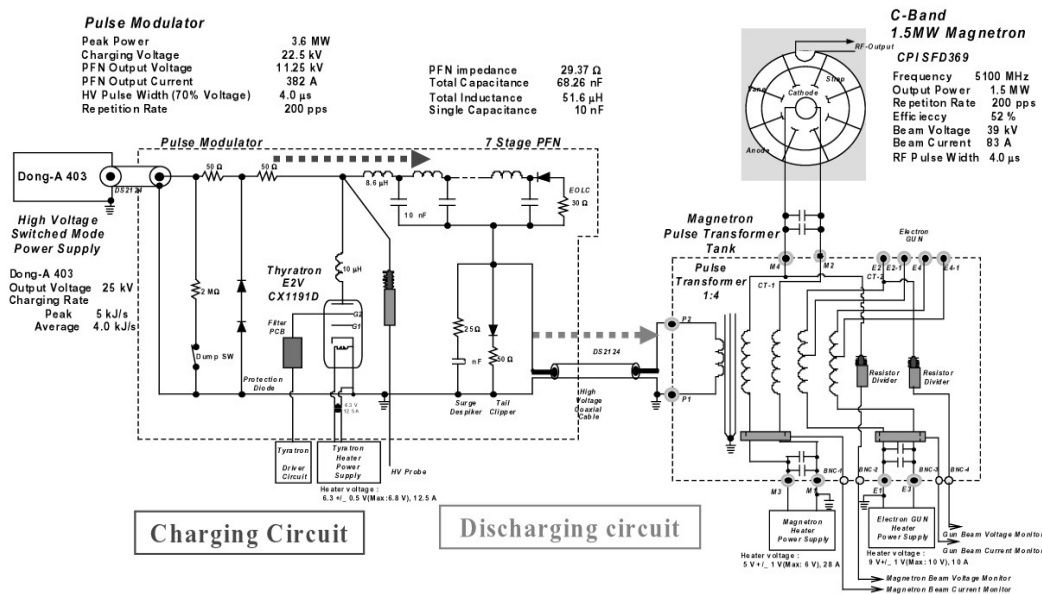 Pulse Modulator
Peak Power 3.6 MW
Charging Voltage 22.5 kV
PFN Output Voltage 11.25 kV
PFN Output Current 382 A
HV Pulse Width (70% Voltage) 4.0 µs
Repetition Rate 200 pps
PFN impedance 29.37 Ω
Total Capacitance 68.26 nF
Total Inductance 51.6 µH
Single Capacitance 10 nF
C-Band
1.5MW Magnetron
CPI SFD369
Frequency 5100 MHz
Output Power 1.5 MW
Repetiton Rate 200 pps
Efficieccy 52 %
Beam Voltage 39 kV
Beam Current 83 A
RF Pulse Width 4.0 µs
RF-Output
Strap
Vane
Cathode
Anode
Pulse Modulator
7 Stage PFN
Dong-A 403
DS2124
50 Ω
50 Ω
8.6 µH
10 nF
EOLC
30 Ω
High Voltage
Switched Mode
Power Supply
Dong-A 403
Output Voltage 25 kV
Charging Rate
Peak 5 kJ/s
Average 4.0 kJ/s
2 MΩ
Dump SW
Protection
Diode
Thyratron
E2V
CX1191D
Filter
PCB
10 µH
G2
G1
6.3 V
12.5 A
25 Ω
nF
50 Ω
Surge
Despiker
Tail
Clipper
High
Voltage
Coaxial
Cable
DS2124
P2
P1
Tyratron
Driver
Circuit
Tyratron
Heater
Power
Supply
HV Probe
Heater voltage :
6.3 +/_ 0.5 V(Max:6.8 V), 12.5 A
Charging Circuit
Discharging circuit
Magnetron
Pulse Transformer
Tank
Pulse
Transformer
1:4
M4
M2
CT-1
CT-2
Electron
GUN
E2
E2-1
E4
E4-1
Resistor
Divider
Resistor
Divider
BNC-1
BNC-2
BNC-3
BNC-4
M3
M1
E1
E3
Magnetron
Heater
Power Supply
Electron GUN
Heater
Power Supply
Heater voltage :
5 V +/_ 1 V(Max: 6 V), 28 A
Heater voltage :
9 V+/_ 1 V(Max : 10 V), 10 A
Gun Beam Voltage Monitor
Gun Beam Current Monitor
Magnetron Beam Voltage Monitor
Magnetron Beam Current Monitor